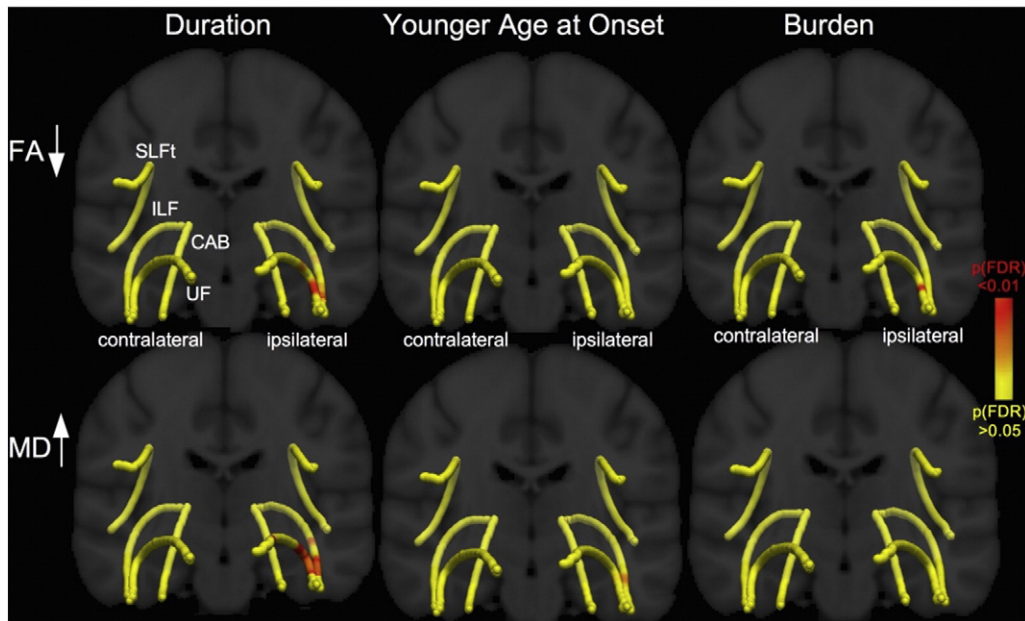 Duration
Younger Age at Onset
Burden
FA
SLFt
ILF
CAB
UF
p(FDR)
<0.01
contralateral
ipsilateral
contralateral
ipsilateral
contralateral
ipsilateral
p(FDR)
>0.05
MD